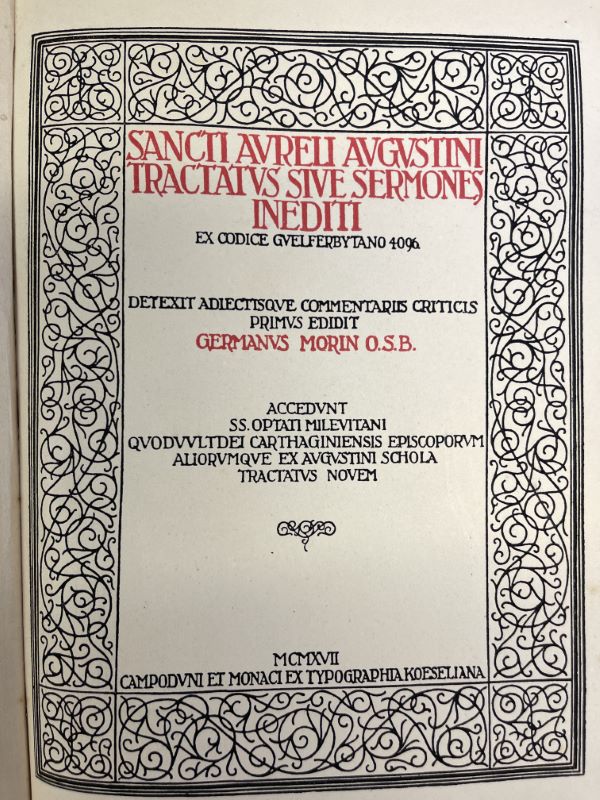 SANCTI AVRELI AVGVSTINI
TRACTATVS SIVE SERMONES
INEDITI
EX CODICE GVELFERBYTANO 4096.
DETEXIT ADIECTISQVE COMMENTARIIS CRITICIS
PRIMVS EDIDIT
GERMANVS MORIN O.S.B.
ACCEDVNT
SS. OPTATI MILEVITANI
QVODVVLTDEI CARTHAGINIENSIS EPISCOPORVM
ALIORVMQVE EX AVGVSTINI SCHOLA
TRACTATVS NOVEM
MCMXVII
CAMPODVNI ET MONACI EX TYPOGRAPHIA KOESELIANA